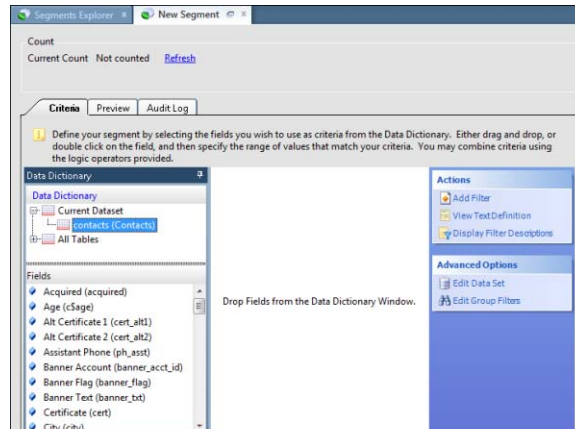 Segments Explorer
New Segment
Count
Current Count Not counted Refresh
Criteria
Preview
Audit Log
Define your segment by selecting the fields you wish to use as criteria from the Data Dictionary. Either drag and drop, or
double click on the field, and then specify the range of values that match your criteria. You may combine criteria using
the logic operators provided.
Data Dictionary
Data Dictionary
Current Dataset
contacts (Contacts)
All Tables
Fields
Acquired (acquired)
Age (c$age)
Alt Certificate 1 (cert_alt1)
Alt Certificate 2 (cert_alt2)
Assistant Phone (ph_asst)
Banner Account (banner_acct_id)
Banner Flag (banner_flag)
Banner Text (banner_txt)
Certificate (cert)
City (city)
Drop Fields from the Data Dictionary Window.
Actions
Add Filter
View Text Definition
Display Filter Descriptions
Advanced Options
Edit Data Set
Edit Group Filters